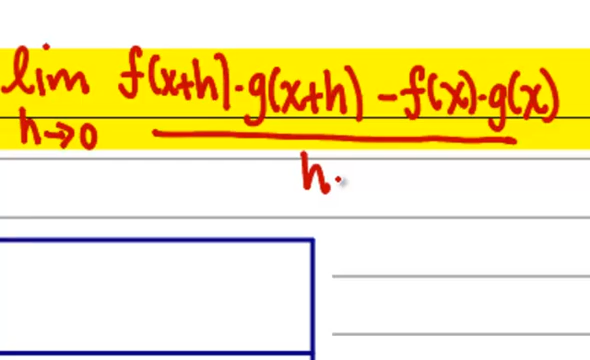 lim f(x+h)·g(x+h) - f(x)·g(x)
h→0
h